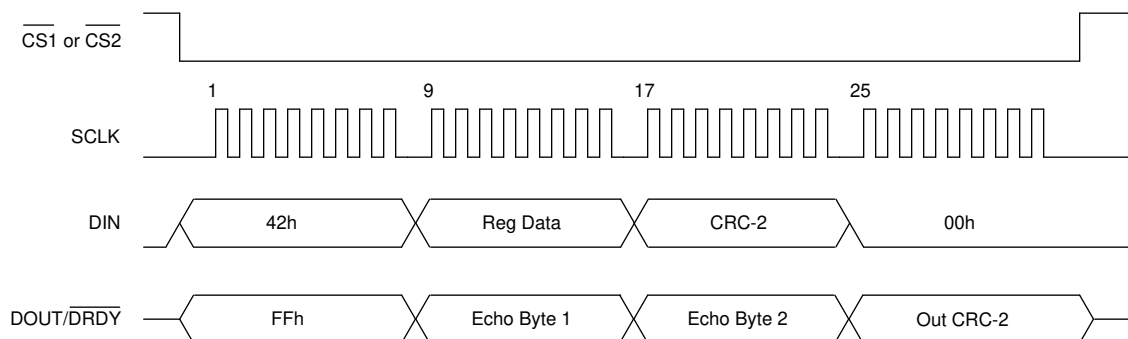 CS1 or CS2
1 9 17 25
SCLK
DIN 42h Reg Data CRC-2 00h
DOUT/DRDY FFh Echo Byte 1 Echo Byte 2 Out CRC-2